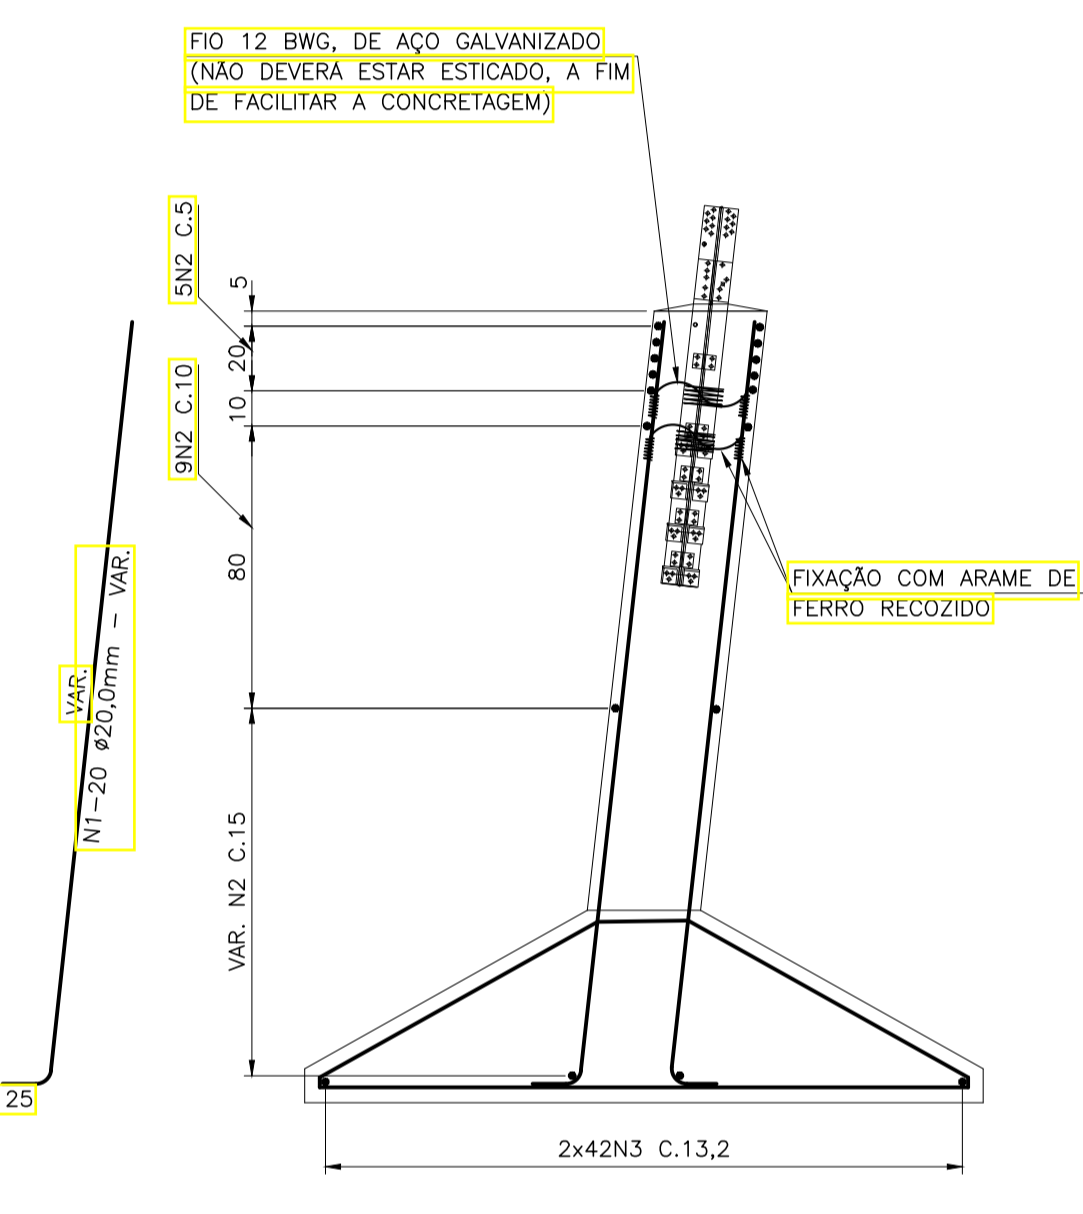 FIO 12 BWG, DE AÇO GALVANIZADO
(NÃO DEVERÁ ESTAR ESTICADO, A FIM
DE FACILITAR A CONCRETAGEM)
5N2 C.5
5
20
9N2 C.10
10
80
FIXAÇÃO COM ARAME DE
FERRO RECOZIDO
VAR.
N1-20 ø20,0mm - VAR.
VAR. N2 C.15
25
2x42N3 C.13,2